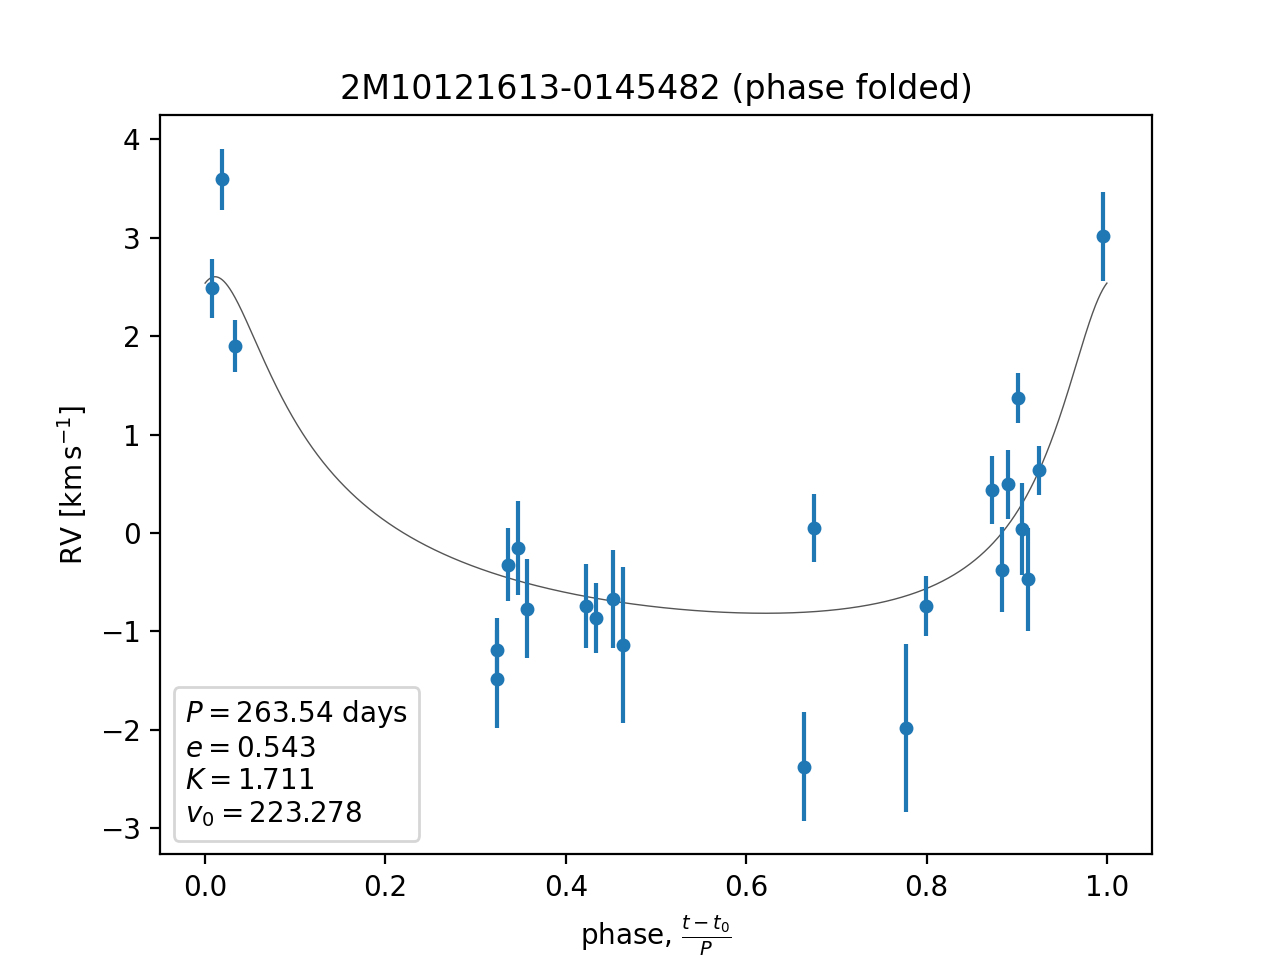 2M10121613-0145482 (phase folded)
4
3
2
1
0
−1
−2
−3
RV [km s⁻¹]
P = 263.54 days
e = 0.543
K = 1.711
v₀ = 223.278
0.0 0.2 0.4 0.6 0.8 1.0
phase, (t − t₀)/P